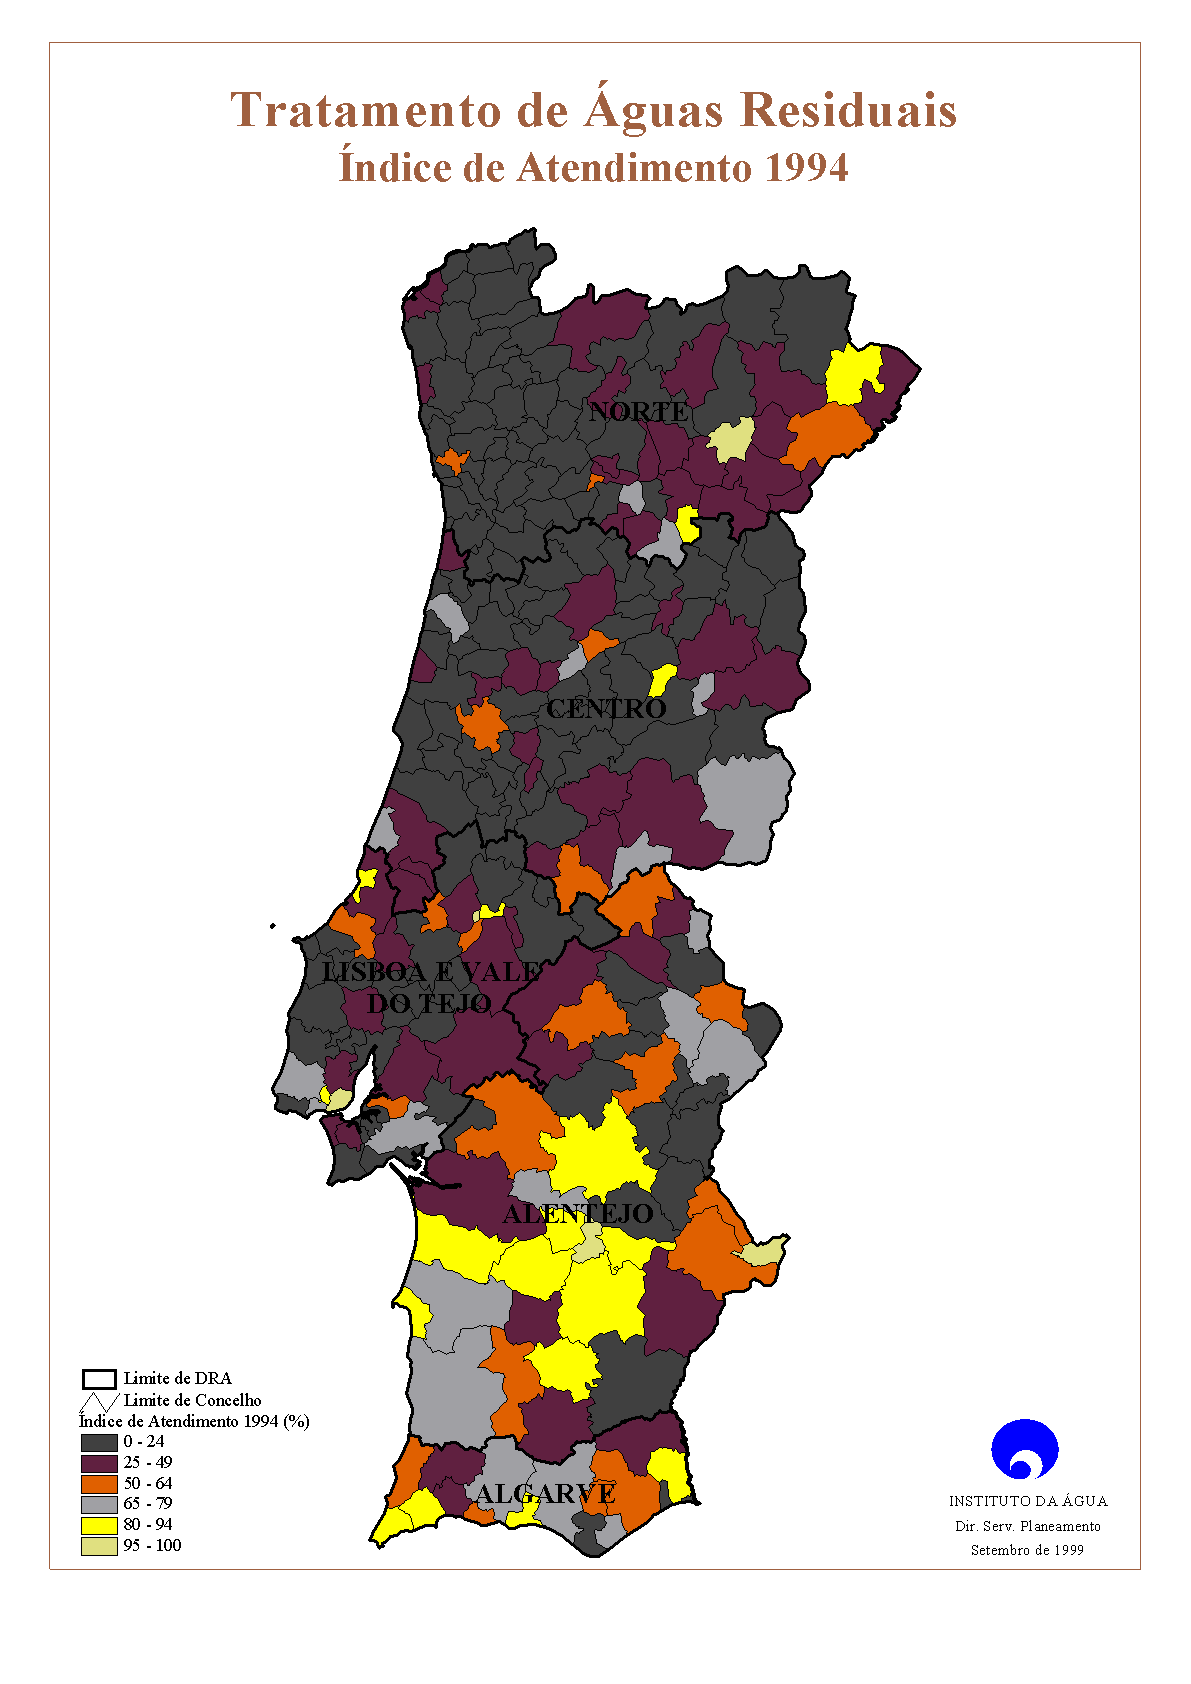 Tratamento de Águas Residuais
Índice de Atendimento 1994
NORTE
CENTRO
LISBOA E VALE
DO TEJO
ALENTEJO
ALGARVE
Limite de DRA
Limite de Concelho
Índice de Atendimento 1994 (%)
0 - 24
25 - 49
50 - 64
65 - 79
80 - 94
95 - 100
INSTITUTO DA ÁGUA
Dir. Serv. Planeamento
Setembro de 1999